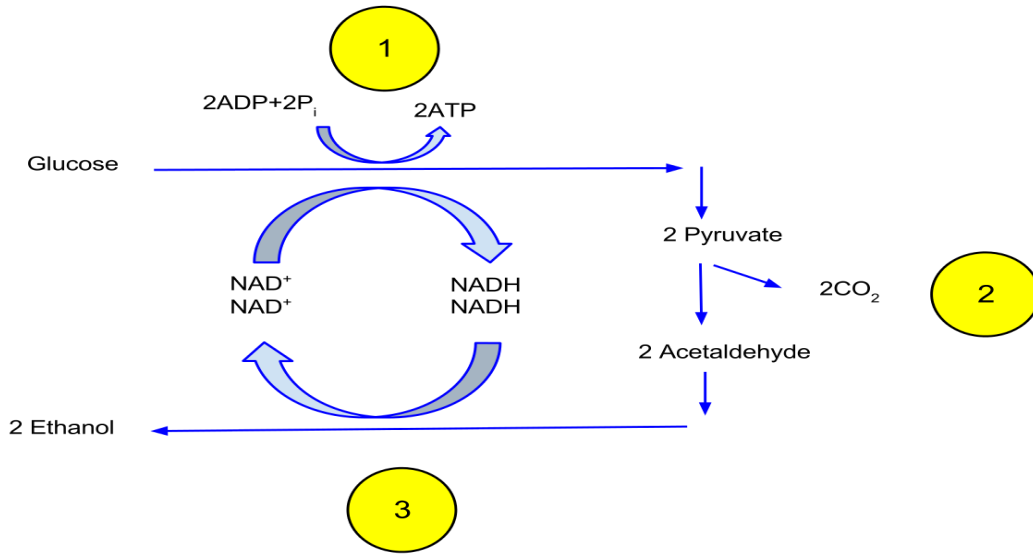 1
2ADP+2Pᵢ
2ATP
Glucose
2 Pyruvate
NAD⁺
NAD⁺
NADH
NADH
2CO₂
2
2 Acetaldehyde
2 Ethanol
3